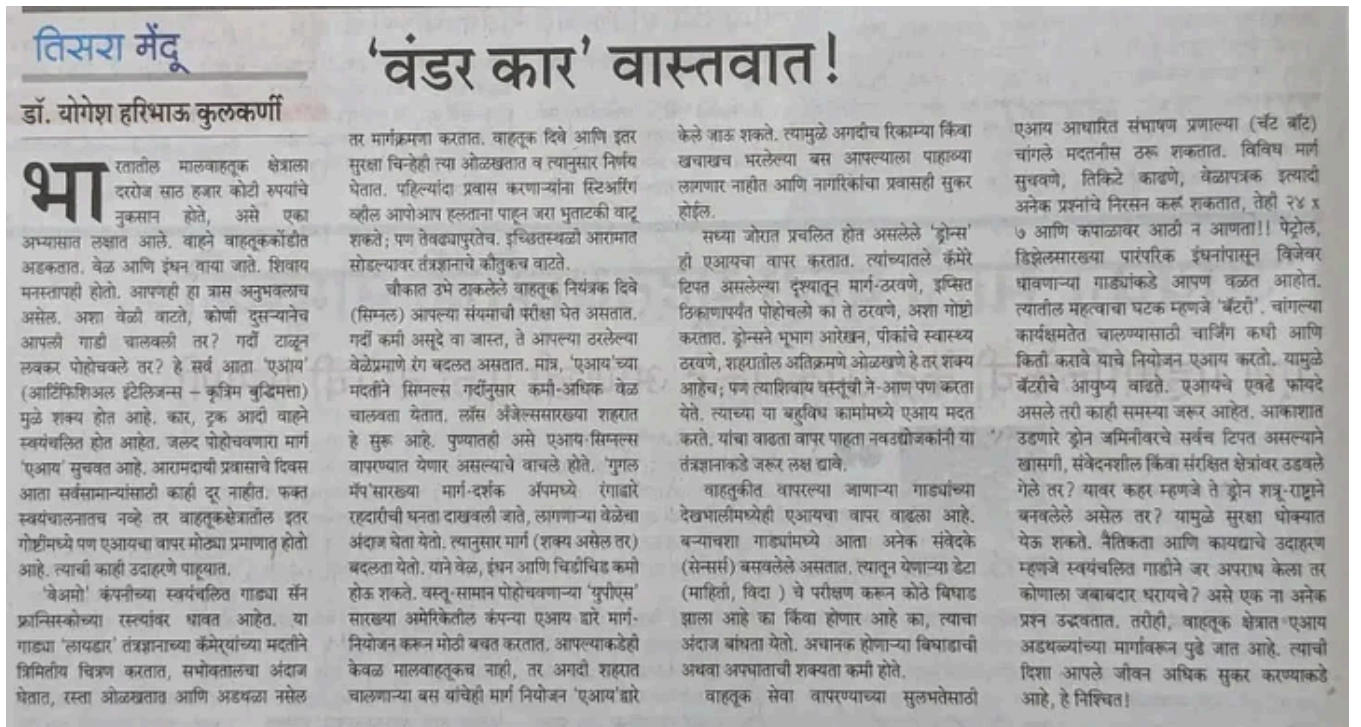 तिसरा मेंदू
'वंडर कार' वास्तवात!
डॉ. योगेश हरिभाऊ कुलकर्णी
भारतातील मालवाहतूक क्षेत्राला
दररोज साठ हजार कोटी रुपयांचे
नुकसान होते, असे एका
अभ्यासात लक्षात आले. वाहने वाहतूककोंडीत
अडकतात. वेळ आणि इंधन वाया जाते. शिवाय
मनस्तापही होतो. आपणही हा त्रास अनुभवलाच
असेल. अशा वेळी वाटते, कोणी दुसऱ्यानेच
आपली गाडी चालवली तर? गर्दी टाळून
लवकर पोहोचवले तर? हे सर्व आता 'एआय'
(आर्टिफिशिअल इंटेलिजन्स – कृत्रिम बुद्धिमत्ता)
मुळे शक्य होत आहे. कार, ट्रक आदी वाहने
स्वयंचलित होत आहेत. जलद पोहोचवणारा मार्ग
'एआय' सुचवत आहे. आरामदायी प्रवासाचे दिवस
आता सर्वसामान्यांसाठी काही दूर नाहीत. फक्त
स्वयंचालनातच नव्हे तर वाहतूकक्षेत्रातील इतर
गोष्टींमध्ये पण एआयचा वापर मोठ्या प्रमाणात होतो
आहे. त्याची काही उदाहरणे पाहूयात.
'वेअमो' कंपनीच्या स्वयंचलित गाड्या सॅन
फ्रान्सिस्कोच्या रस्त्यांवर धावत आहेत. या
गाड्या 'लायडार' तंत्रज्ञानाच्या कॅमेऱ्यांच्या मदतीने
त्रिमितीय चित्रण करतात, सभोवतालचा अंदाज
घेतात, रस्ता ओळखतात आणि अडथळा नसेल
तर मार्गक्रमणा करतात. वाहतूक दिवे आणि इतर
सुरक्षा चिन्हेही त्या ओळखतात व त्यानुसार निर्णय
घेतात. पहिल्यांदा प्रवास करणाऱ्यांना स्टिअरिंग
व्हील आपोआप हलताना पाहून जरा भुताटकी वाटू
शकते; पण तेवढ्यापुरतेच. इच्छितस्थळी आरामात
सोडल्यावर तंत्रज्ञानाचे कौतुकच वाटते.
चौकात उभे ठाकलेले वाहतूक नियंत्रक दिवे
(सिग्नल) आपल्या संयमाची परीक्षा घेत असतात.
गर्दी कमी असूदे वा जास्त, ते आपल्या ठरलेल्या
वेळेप्रमाणे रंग बदलत असतात. मात्र, 'एआय'च्या
मदतीने सिग्नल्स गर्दीनुसार कमी-अधिक वेळ
चालवता येतात. लॉस अँजेल्ससारख्या शहरात
हे सुरू आहे. पुण्यातही असे एआय-सिग्नल्स
वापरण्यात येणार असल्याचे वाचले होते. 'गुगल
मॅप'सारख्या मार्ग-दर्शक ॲपमध्ये रंगाद्वारे
रहदारीची घनता दाखवली जाते, लागणाऱ्या वेळेचा
अंदाज घेता येतो. त्यानुसार मार्ग (शक्य असेल तर)
बदलता येतो. याने वेळ, इंधन आणि चिडीचिड कमी
होऊ शकते. वस्तू-सामान पोहोचवणाऱ्या 'युपीएस'
सारख्या अमेरिकेतील कंपन्या एआय द्वारे मार्ग-
नियोजन करून मोठी बचत करतात. आपल्याकडेही
केवळ मालवाहतूकच नाही, तर अगदी शहरात
चालणाऱ्या बस यांचेही मार्ग नियोजन 'एआय'द्वारे
केले जाऊ शकते. त्यामुळे अगदीच रिकाम्या किंवा
खचाखच भरलेल्या बस आपल्याला पाहाव्या
लागणार नाहीत आणि नागरिकांचा प्रवासही सुकर
होईल.
सध्या जोरात प्रचलित होत असलेले 'ड्रोन्स'
ही एआयचा वापर करतात. त्यांच्यातले कॅमेरे
टिपत असलेल्या दृश्यातून मार्ग-ठरवणे, इप्सित
ठिकाणापर्यंत पोहोचली का ते ठरवणे, अशा गोष्टी
करतात. ड्रोन्सने भूभाग आरेखन, पीकांचे स्वास्थ्य
ठरवणे, शहरातील अतिक्रमणे ओळखणे हे तर शक्य
आहेच; पण त्याशिवाय वस्तूंची ने-आण पण करता
येते. त्याच्या या बहुविध कामांमध्ये एआय मदत
करते. यांचा वाढता वापर पाहता नवउद्योजकांनी या
तंत्रज्ञानाकडे जरूर लक्ष द्यावे.
वाहतूकीत वापरल्या जाणाऱ्या गाड्यांच्या
देखभालीमध्येही एआयचा वापर वाढला आहे.
बऱ्याचशा गाड्यांमध्ये आता अनेक संवेदके
(सेन्सर्स) बसवलेले असतात. त्यातून येणाऱ्या डेटा
(माहिती, विदा ) चे परीक्षण करून कोठे बिघाड
झाला आहे का किंवा होणार आहे का, त्याचा
अंदाज बांधता येतो. अचानक होणाऱ्या बिघाडाची
अथवा अपघाताची शक्यता कमी होते.
वाहतूक सेवा वापरण्याच्या सुलभतेसाठी
एआय आधारित संभाषण प्रणाल्या (चॅट बॉट)
चांगले मदतनीस ठरू शकतात. विविध मार्ग
सुचवणे, तिकिटे काढणे, वेळापत्रक इत्यादी
अनेक प्रश्नांचे निरसन करू शकतात, तेही २४ x
७ आणि कपाळावर आठी न आणता!! पेट्रोल,
डिझेलसारख्या पारंपरिक इंधनांपासून विजेवर
धावणाऱ्या गाड्यांकडे आपण वळत आहोत.
त्यातील महत्वाचा घटक म्हणजे 'बॅटरी'. चांगल्या
कार्यक्षमतेत चालण्यासाठी चार्जिंग कधी आणि
किती करावे याचे नियोजन एआय करतो. यामुळे
बॅटरीचे आयुष्य वाढते. एआयचे एवढे फायदे
असले तरी काही समस्या जरूर आहेत. आकाशात
उडणारे ड्रोन जमिनीवरचे सर्वच टिपत असल्याने
खासगी, संवेदनशील किंवा संरक्षित क्षेत्रांवर उडवले
गेले तर? यावर कहर म्हणजे ते ड्रोन शत्रू-राष्ट्राने
बनवलेले असेल तर? यामुळे सुरक्षा धोक्यात
येऊ शकते. नैतिकता आणि कायद्याचे उदाहरण
म्हणजे स्वयंचलित गाडीने जर अपराध केला तर
कोणाला जबाबदार धरायचे? असे एक ना अनेक
प्रश्न उद्भवतात. तरीही, वाहतूक क्षेत्रात एआय
अडथळ्यांच्या मार्गावरून पुढे जात आहे. त्याची
दिशा आपले जीवन अधिक सुकर करण्याकडे
आहे, हे निश्चित!